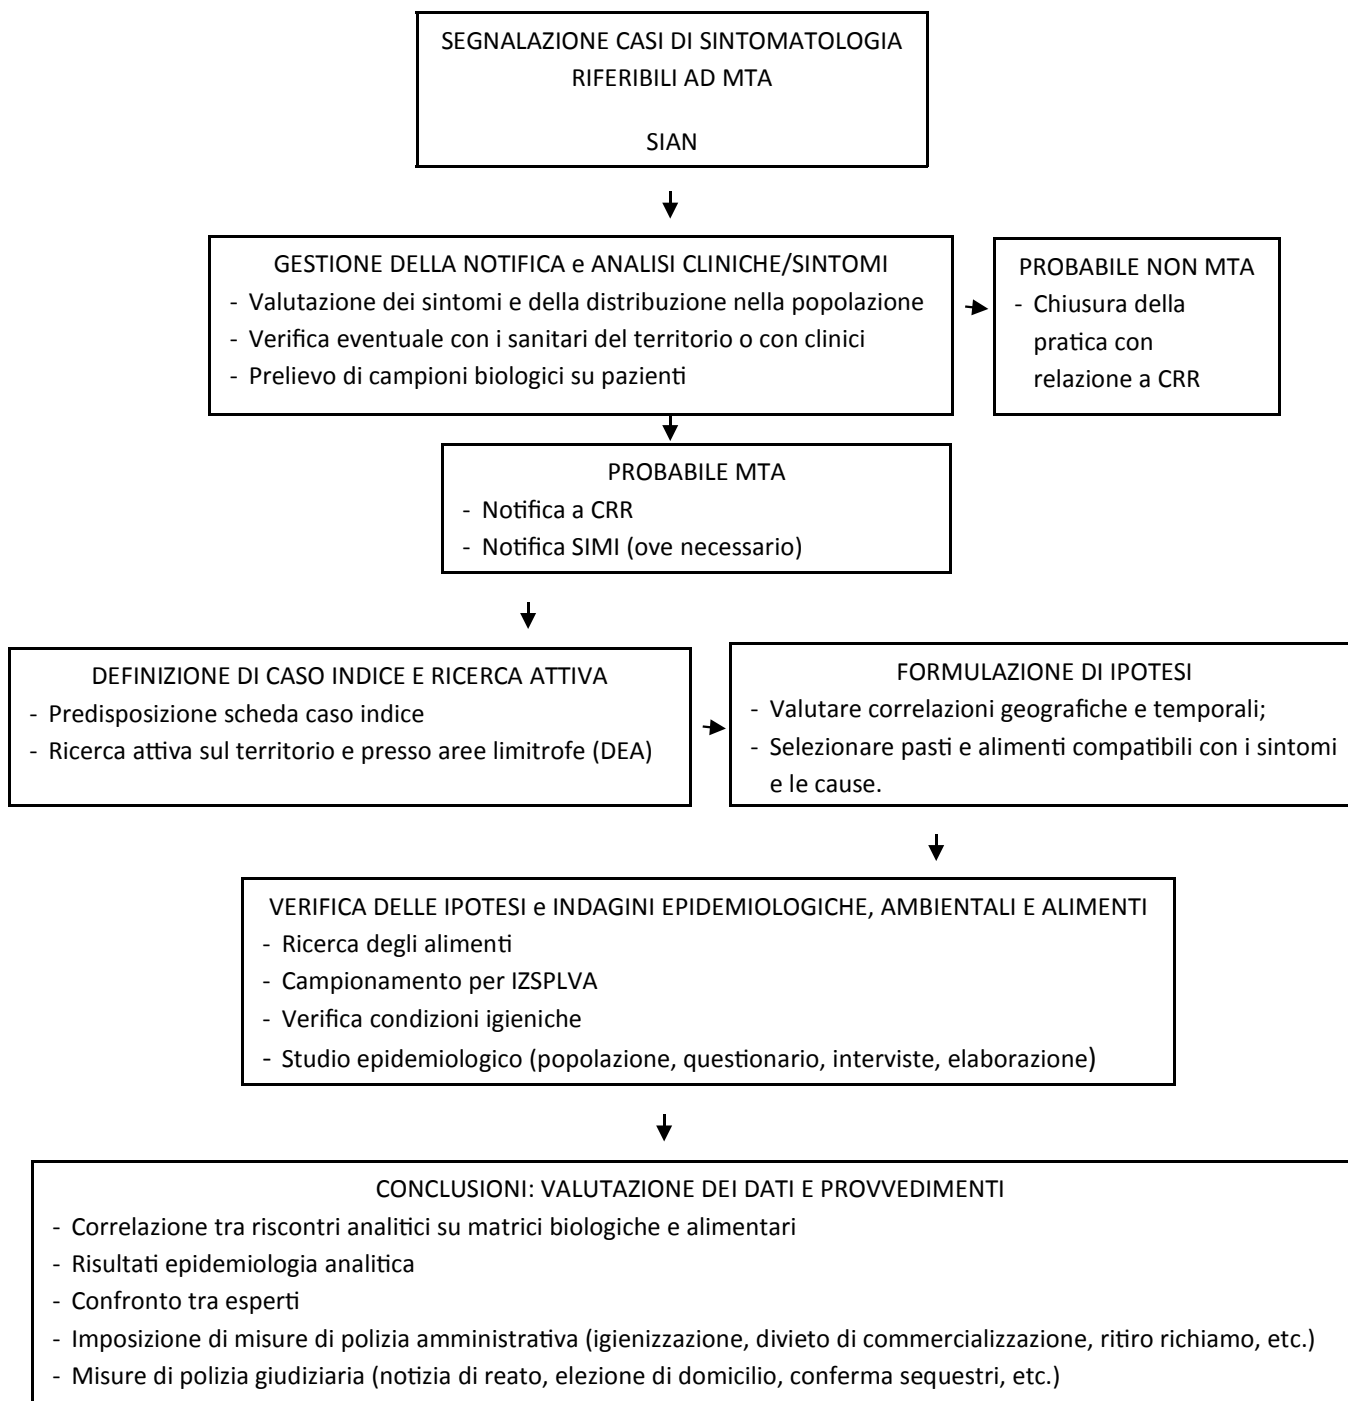 SEGNALAZIONE CASI DI SINTOMATOLOGIA
RIFERIBILI AD MTA
SIAN
GESTIONE DELLA NOTIFICA e ANALISI CLINICHE/SINTOMI
- Valutazione dei sintomi e della distribuzione nella popolazione
- Verifica eventuale con i sanitari del territorio o con clinici
- Prelievo di campioni biologici su pazienti
PROBABILE NON MTA
- Chiusura della
pratica con
relazione a CRR
PROBABILE MTA
- Notifica a CRR
- Notifica SIMI (ove necessario)
DEFINIZIONE DI CASO INDICE E RICERCA ATTIVA
- Predisposizione scheda caso indice
- Ricerca attiva sul territorio e presso aree limitrofe (DEA)
FORMULAZIONE DI IPOTESI
- Valutare correlazioni geografiche e temporali;
- Selezionare pasti e alimenti compatibili con i sintomi
e le cause.
VERIFICA DELLE IPOTESI e INDAGINI EPIDEMIOLOGICHE, AMBIENTALI E ALIMENTI
- Ricerca degli alimenti
- Campionamento per IZSPLVA
- Verifica condizioni igieniche
- Studio epidemiologico (popolazione, questionario, interviste, elaborazione)
CONCLUSIONI: VALUTAZIONE DEI DATI E PROVVEDIMENTI
- Correlazione tra riscontri analitici su matrici biologiche e alimentari
- Risultati epidemiologia analitica
- Confronto tra esperti
- Imposizione di misure di polizia amministrativa (igienizzazione, divieto di commercializzazione, ritiro richiamo, etc.)
- Misure di polizia giudiziaria (notizia di reato, elezione di domicilio, conferma sequestri, etc.)